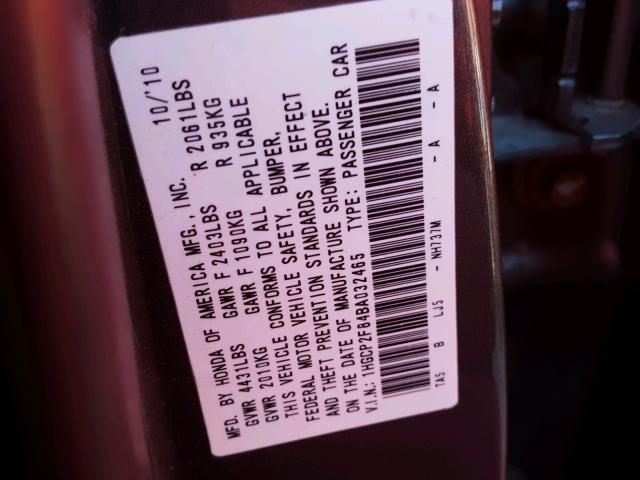 MFD. BY HONDA OF AMERICA MFG., INC. 10/'10
GVWR 4431LBS GAWR F 2403LBS R 2061LBS
GVWR 2010KG GAWR F 1090KG R 935KG
THIS VEHICLE CONFORMS TO ALL APPLICABLE
FEDERAL MOTOR VEHICLE SAFETY, BUMPER,
AND THEFT PREVENTION STANDARDS IN EFFECT
ON THE DATE OF MANUFACTURE SHOWN ABOVE.
V.I.N.: 1HGCP2F84BA032465 TYPE: PASSENGER CAR
TA5 B LJ5 - NH737M - A - A